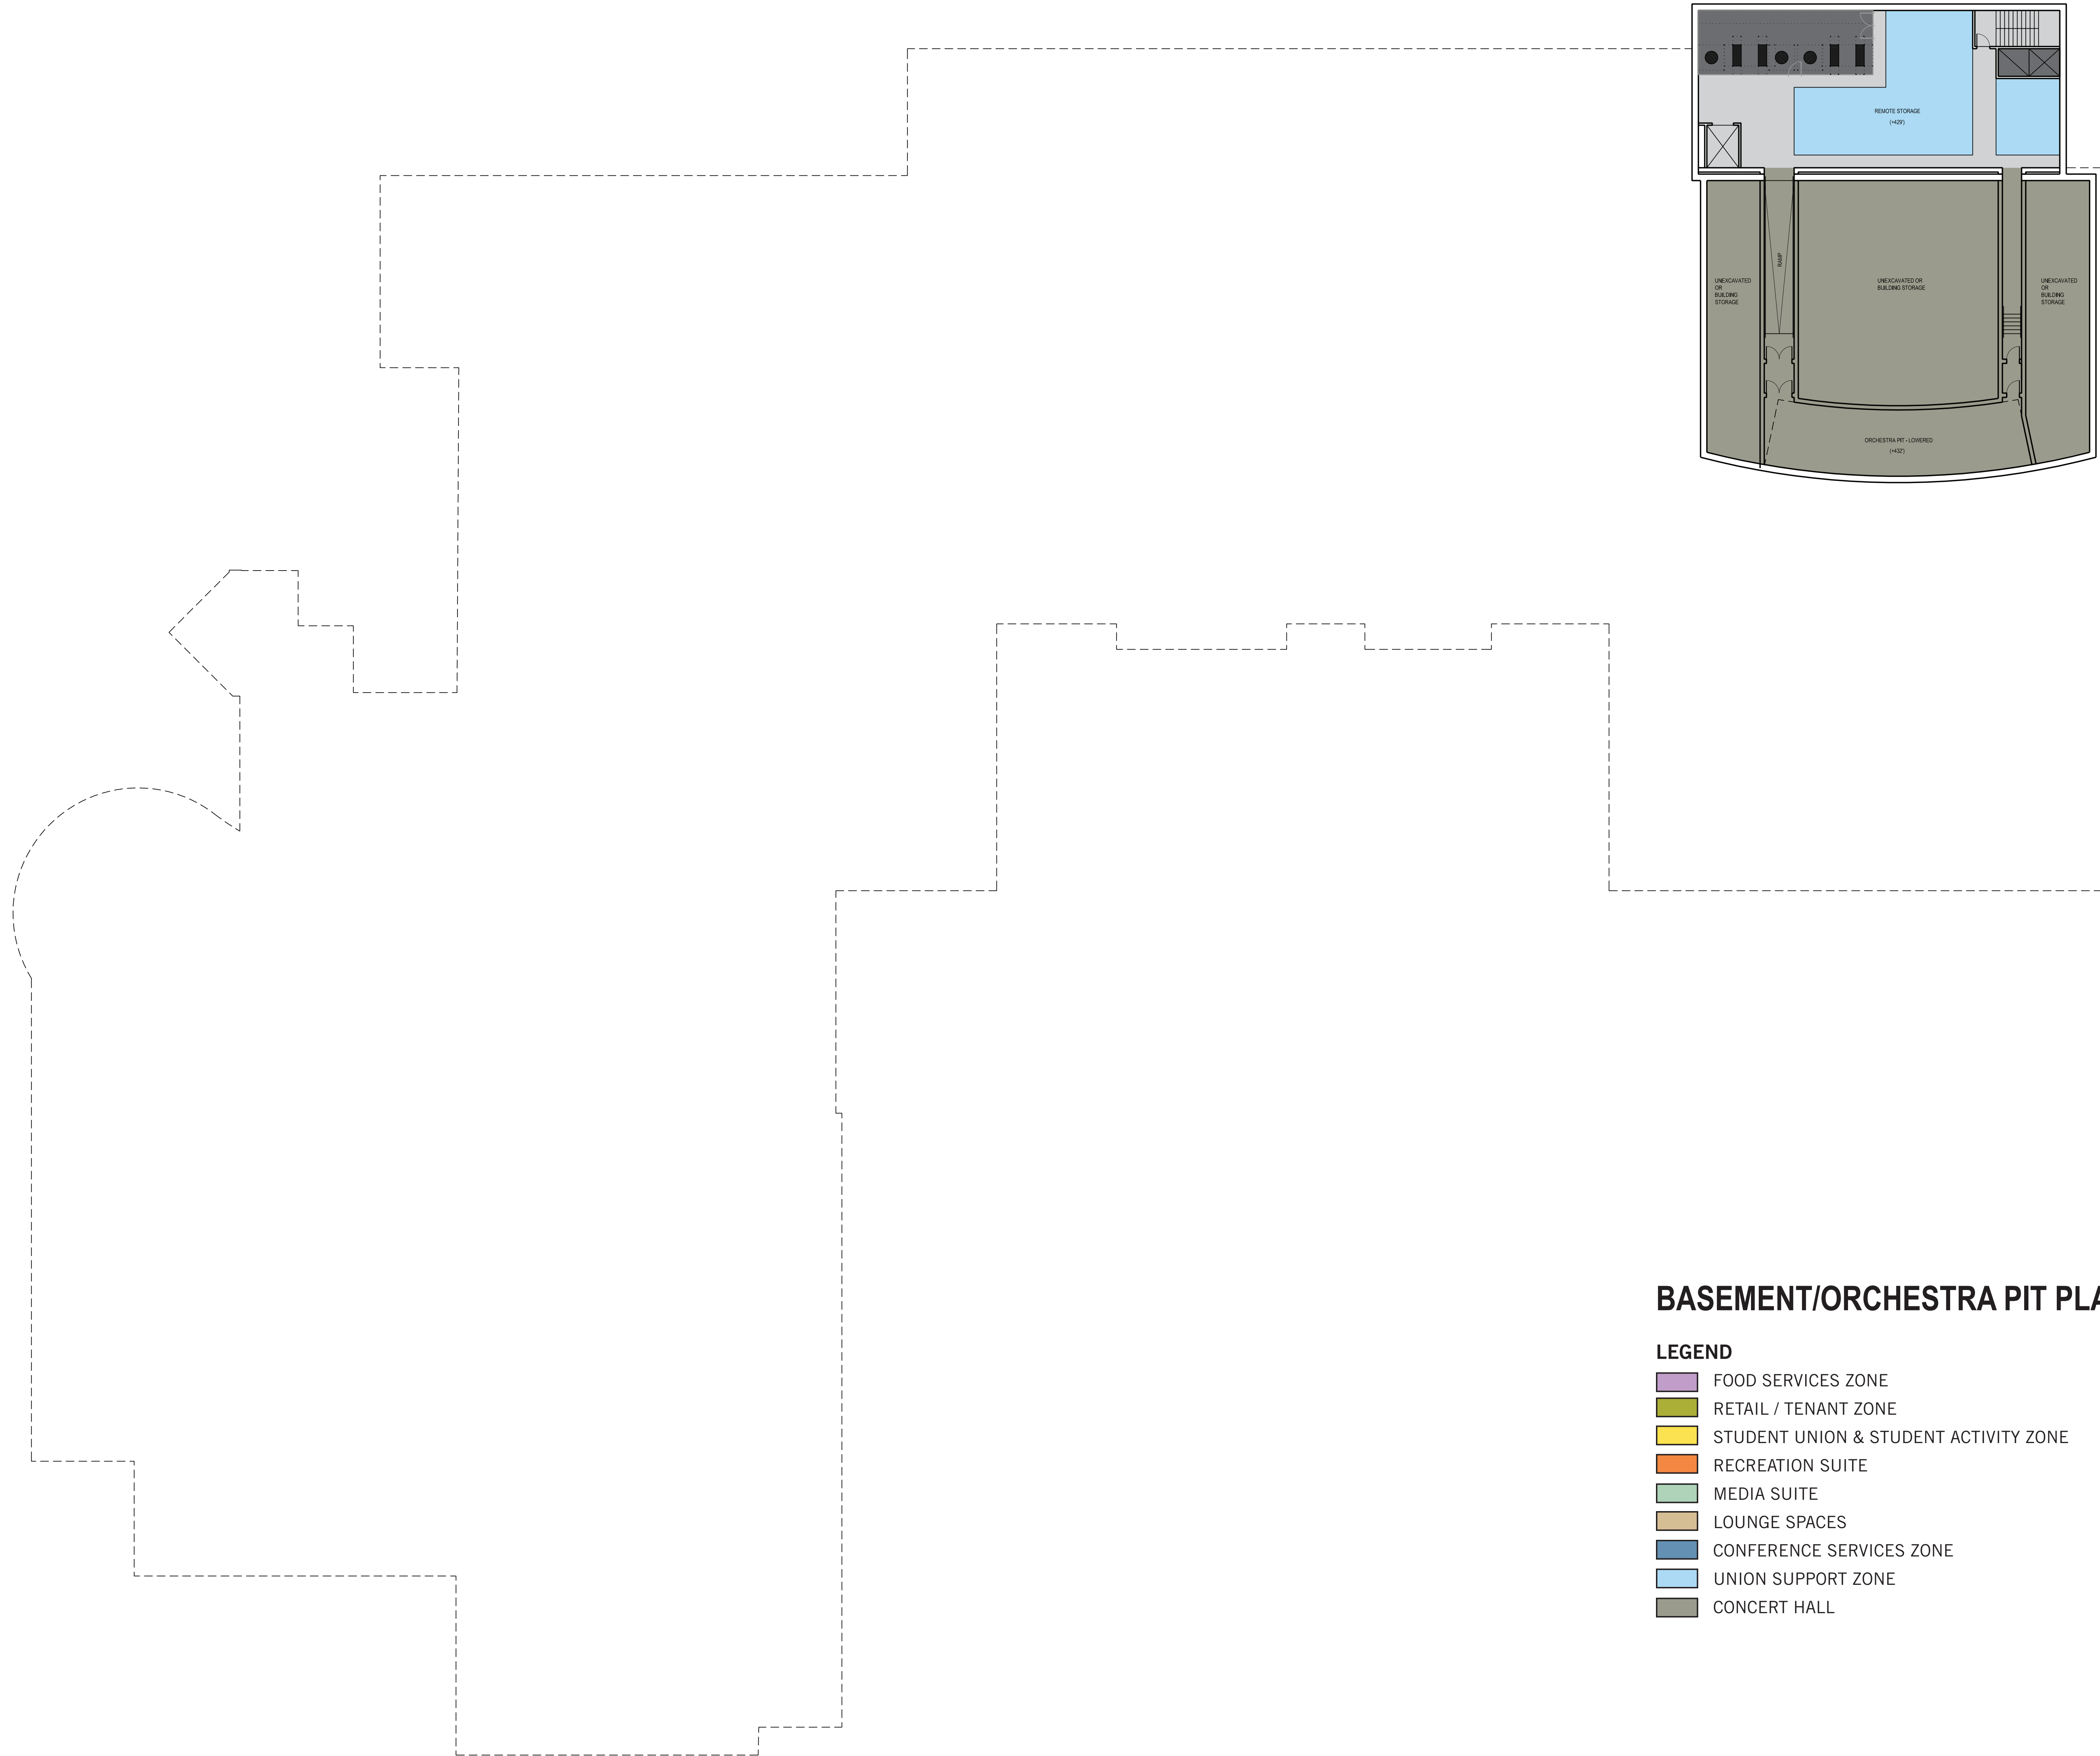 REMOTE STORAGE
(+429')
UNEXCAVATED
OR
BUILDING
STORAGE
RAMP
UNEXCAVATED OR
BUILDING STORAGE
UNEXCAVATED
OR
BUILDING
STORAGE
ORCHESTRA PIT - LOWERED
(+432')
BASEMENT/ORCHESTRA PIT PLA
LEGEND
FOOD SERVICES ZONE
RETAIL / TENANT ZONE
STUDENT UNION & STUDENT ACTIVITY ZONE
RECREATION SUITE
MEDIA SUITE
LOUNGE SPACES
CONFERENCE SERVICES ZONE
UNION SUPPORT ZONE
CONCERT HALL